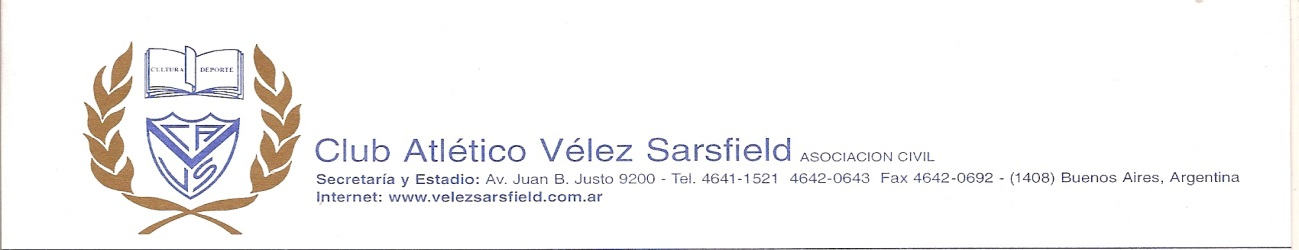 CULTURA DEPORTE
CAVS
Club Atlético Vélez Sarsfield ASOCIACION CIVIL
Secretaría y Estadio: Av. Juan B. Justo 9200 - Tel. 4641-1521 4642-0643 Fax 4642-0692 - (1408) Buenos Aires, Argentina
Internet: www.velezsarsfield.com.ar